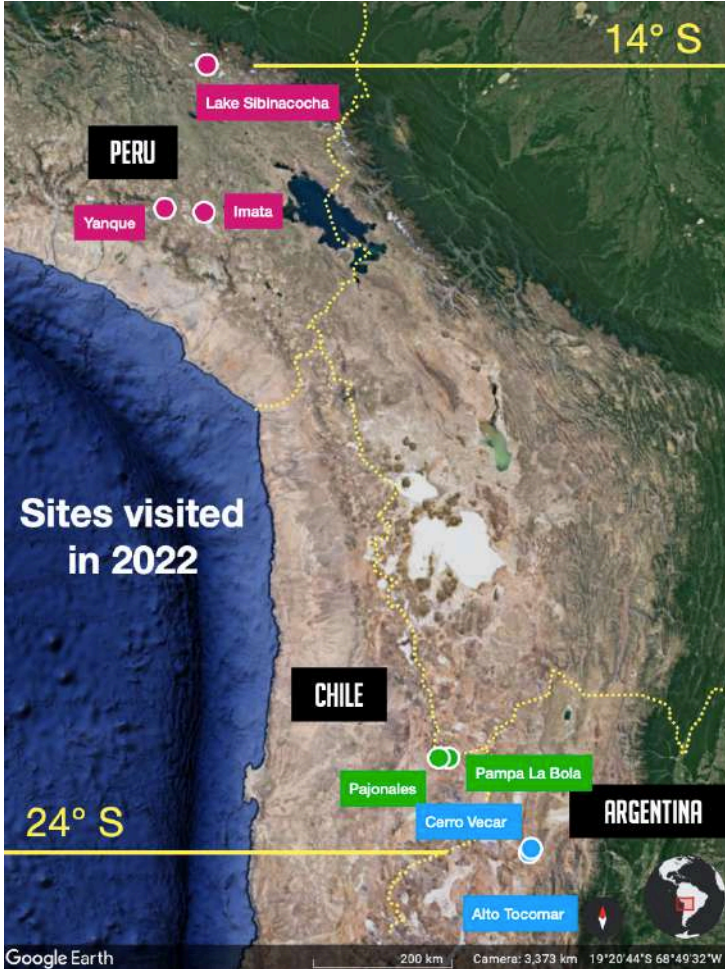 14° S
Lake Sibinacocha
PERU
Yanque
Imata
Sites visited
in 2022
CHILE
Pajonales
Pampa La Bola
Cerro Vecar
ARGENTINA
24° S
Alto Tocomar
Google Earth
200 km
Camera: 3,373 km 19°20'44"S 68°49'32"W